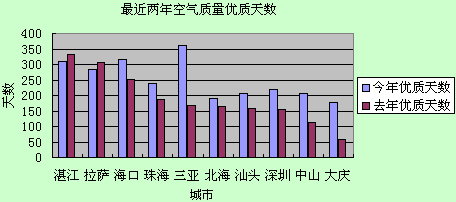 最近两年空气质量优质天数
400
350
300
250
200
150
100
50
0
天数
湛江 拉萨 海口 珠海 三亚 北海 汕头 深圳 中山 大庆
城市
今年优质天数
去年优质天数